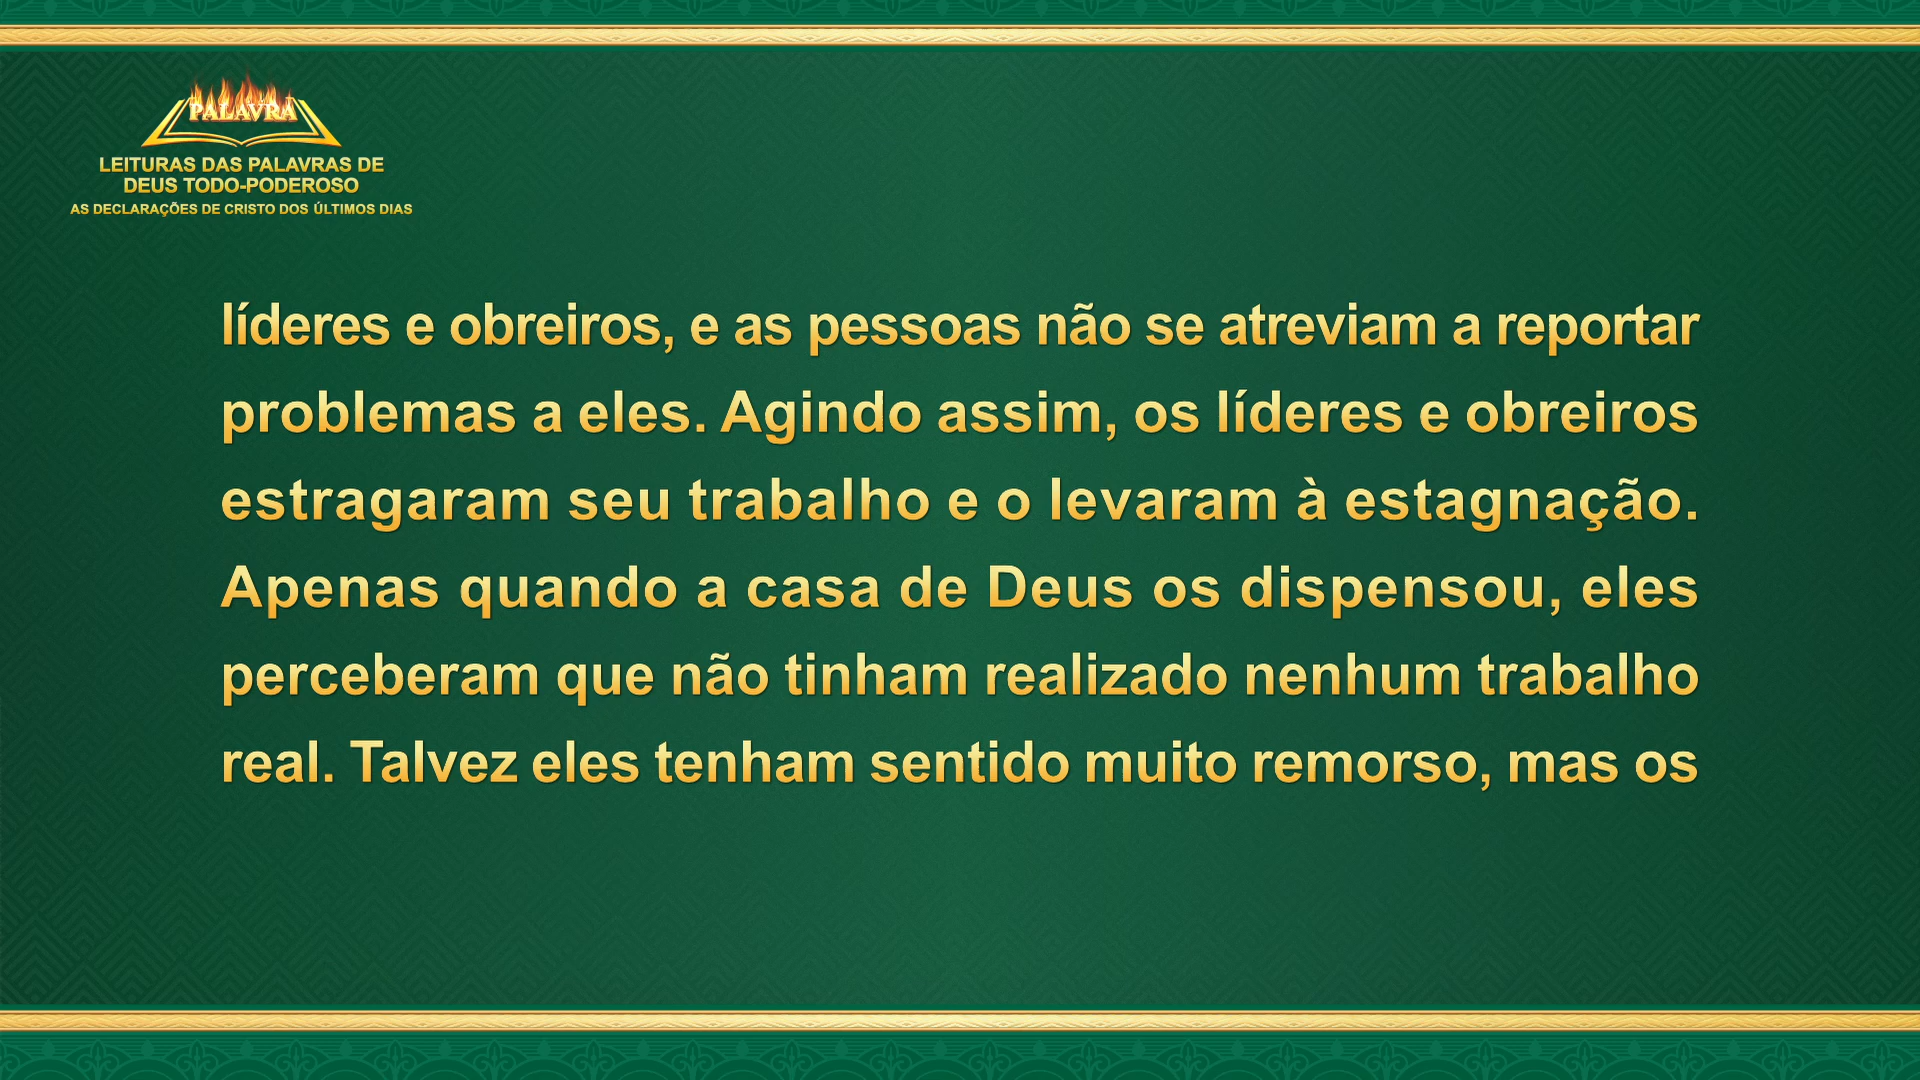 PALAVRA
LEITURAS DAS PALAVRAS DE
DEUS TODO-PODEROSO
AS DECLARAÇÕES DE CRISTO DOS ÚLTIMOS DIAS
líderes e obreiros, e as pessoas não se atreviam a reportar
problemas a eles. Agindo assim, os líderes e obreiros
estragaram seu trabalho e o levaram à estagnação.
Apenas quando a casa de Deus os dispensou, eles
perceberam que não tinham realizado nenhum trabalho
real. Talvez eles tenham sentido muito remorso, mas os